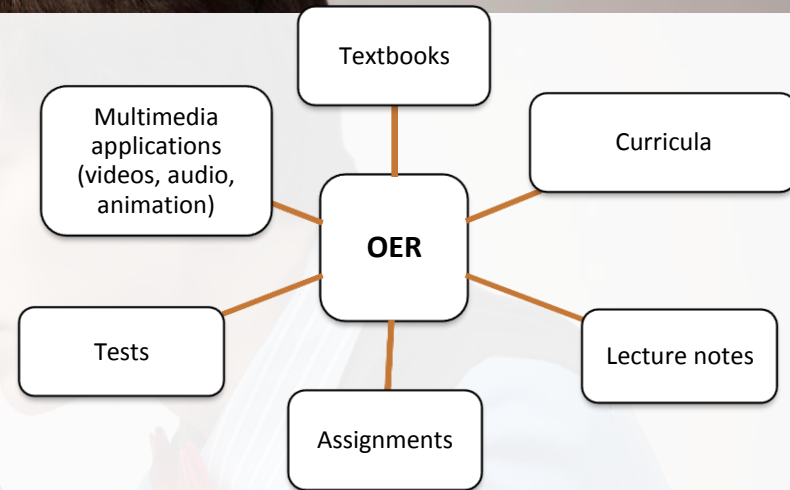 Textbooks
Multimedia
applications
(videos, audio,
animation)
Curricula
OER
Tests
Lecture notes
Assignments